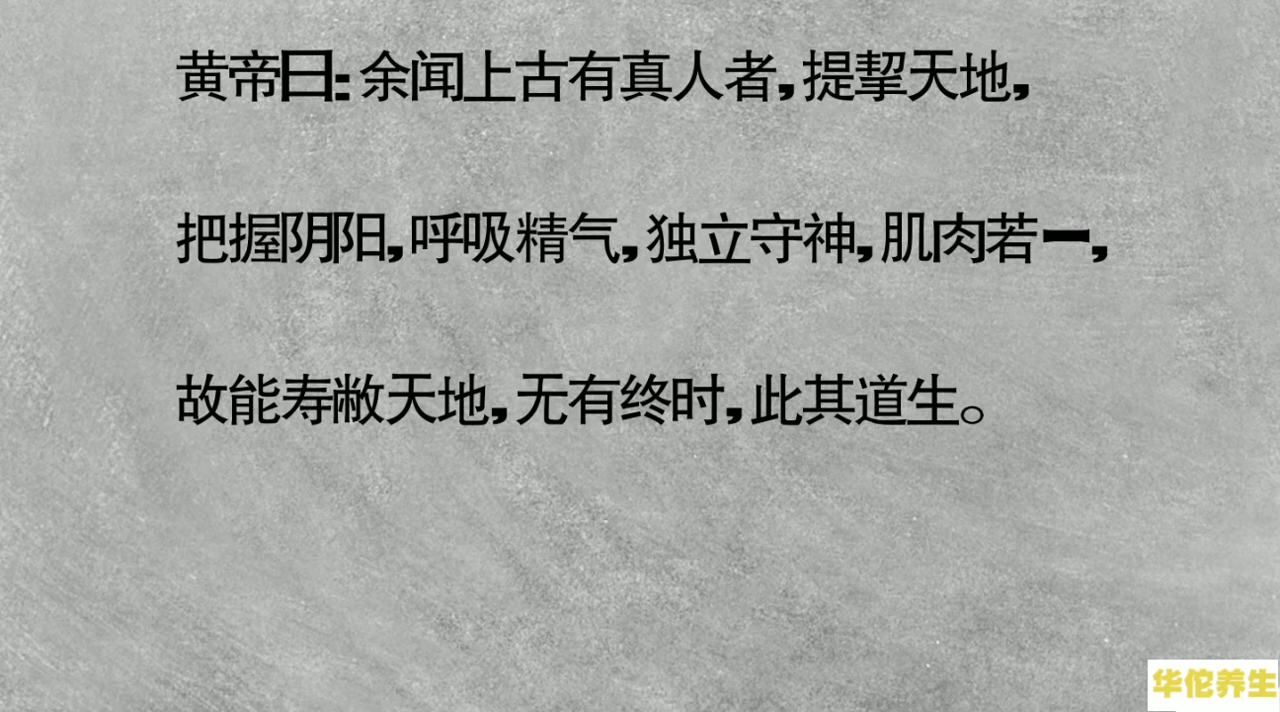 黄帝曰:余闻上古有真人者,提挈天地,
把握阴阳,呼吸精气,独立守神,肌肉若一,
故能寿敝天地,无有终时,此其道生。
华佗养生